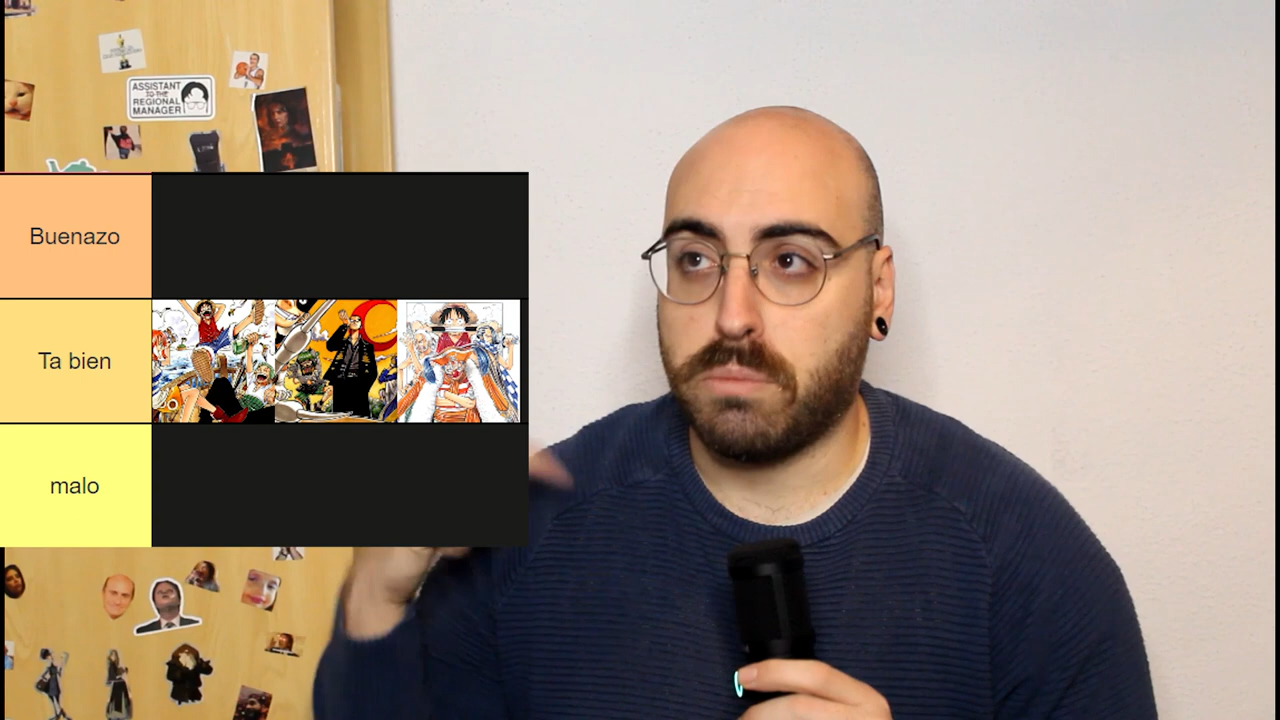 ASSISTANT
TO THE
REGIONAL
MANAGER
Buenazo
Ta bien
malo